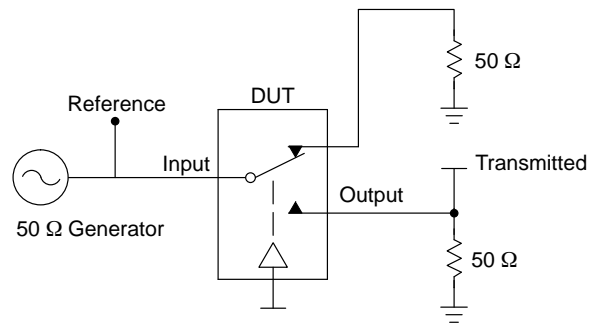 50 Ω
DUT
Reference
Input
Transmitted
Output
50 Ω Generator
50 Ω